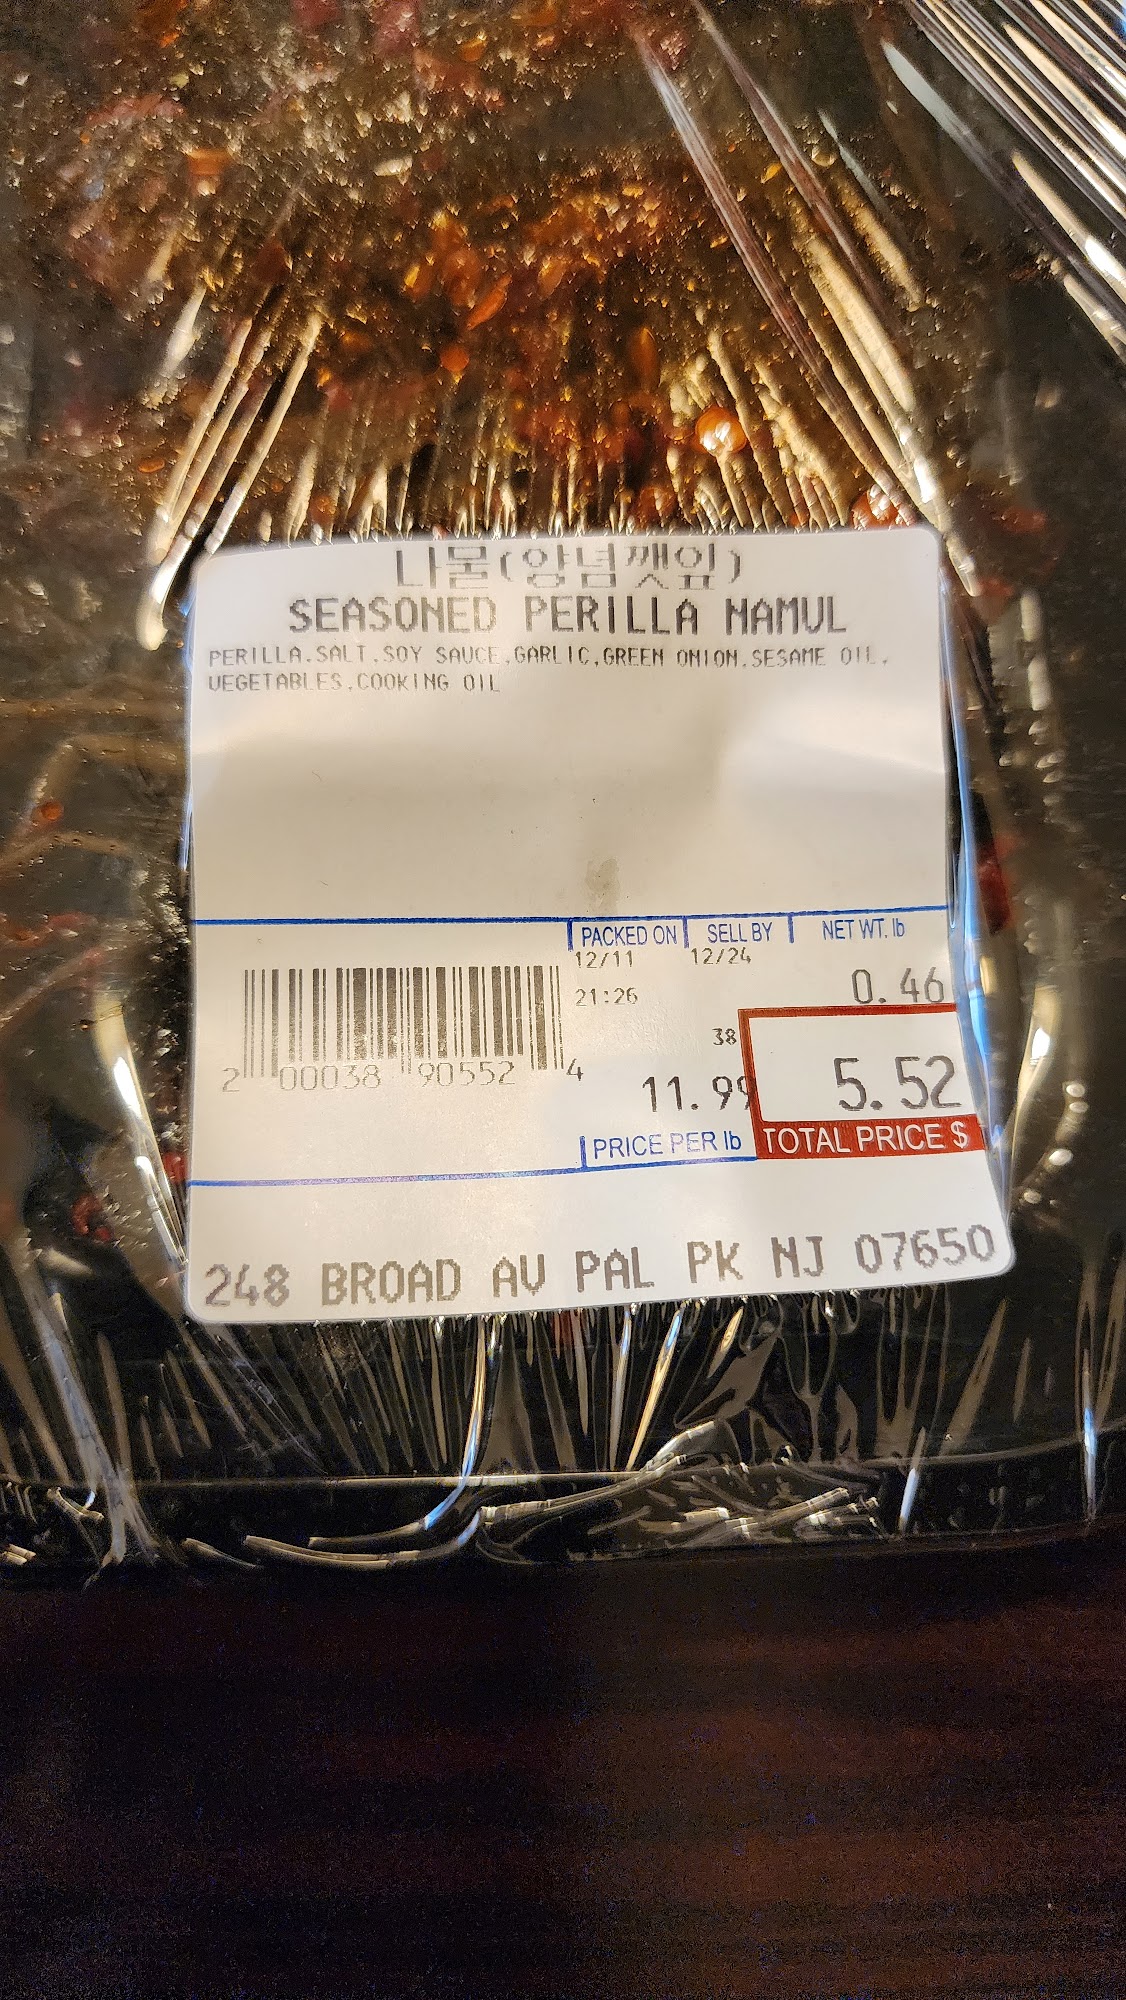 나물(양념깻잎)
SEASONED PERILLA NAMUL
PERILLA.SALT.SOY SAUCE,GARLIC,GREEN ONION.SESAME OIL,
VEGETABLES,COOKING OIL
PACKED ON SELL BY NET WT. lb
12/11 12/24
21:26 0.46
38
2 00038 90552 4
11.99 5.52
PRICE PER lb TOTAL PRICE $
248 BROAD AV PAL PK NJ 07650